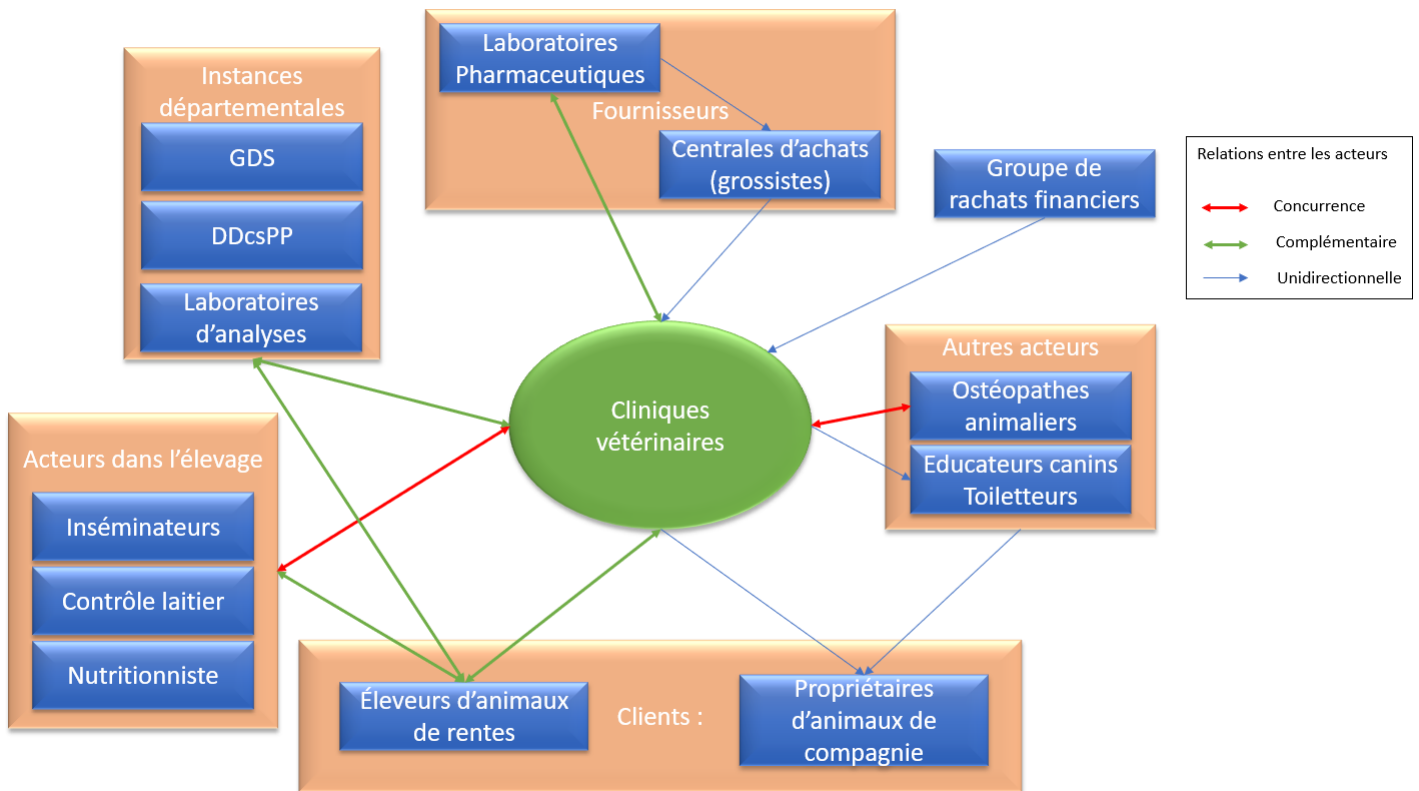 Laboratoires
Pharmaceutiques
Fournisseurs
Centrales d'achats
(grossistes)
Instances
départementales
GDS
DDcsPP
Laboratoires
d'analyses
Groupe de
rachats financiers
Relations entre les acteurs
Concurrence
Complémentaire
Unidirectionnelle
Cliniques
vétérinaires
Autres acteurs
Ostéopathes
animaliers
Educateurs canins
Toiletteurs
Acteurs dans l'élevage
Inséminateurs
Contrôle laitier
Nutritionniste
Éleveurs d'animaux
de rentes
Clients :
Propriétaires
d'animaux de
compagnie